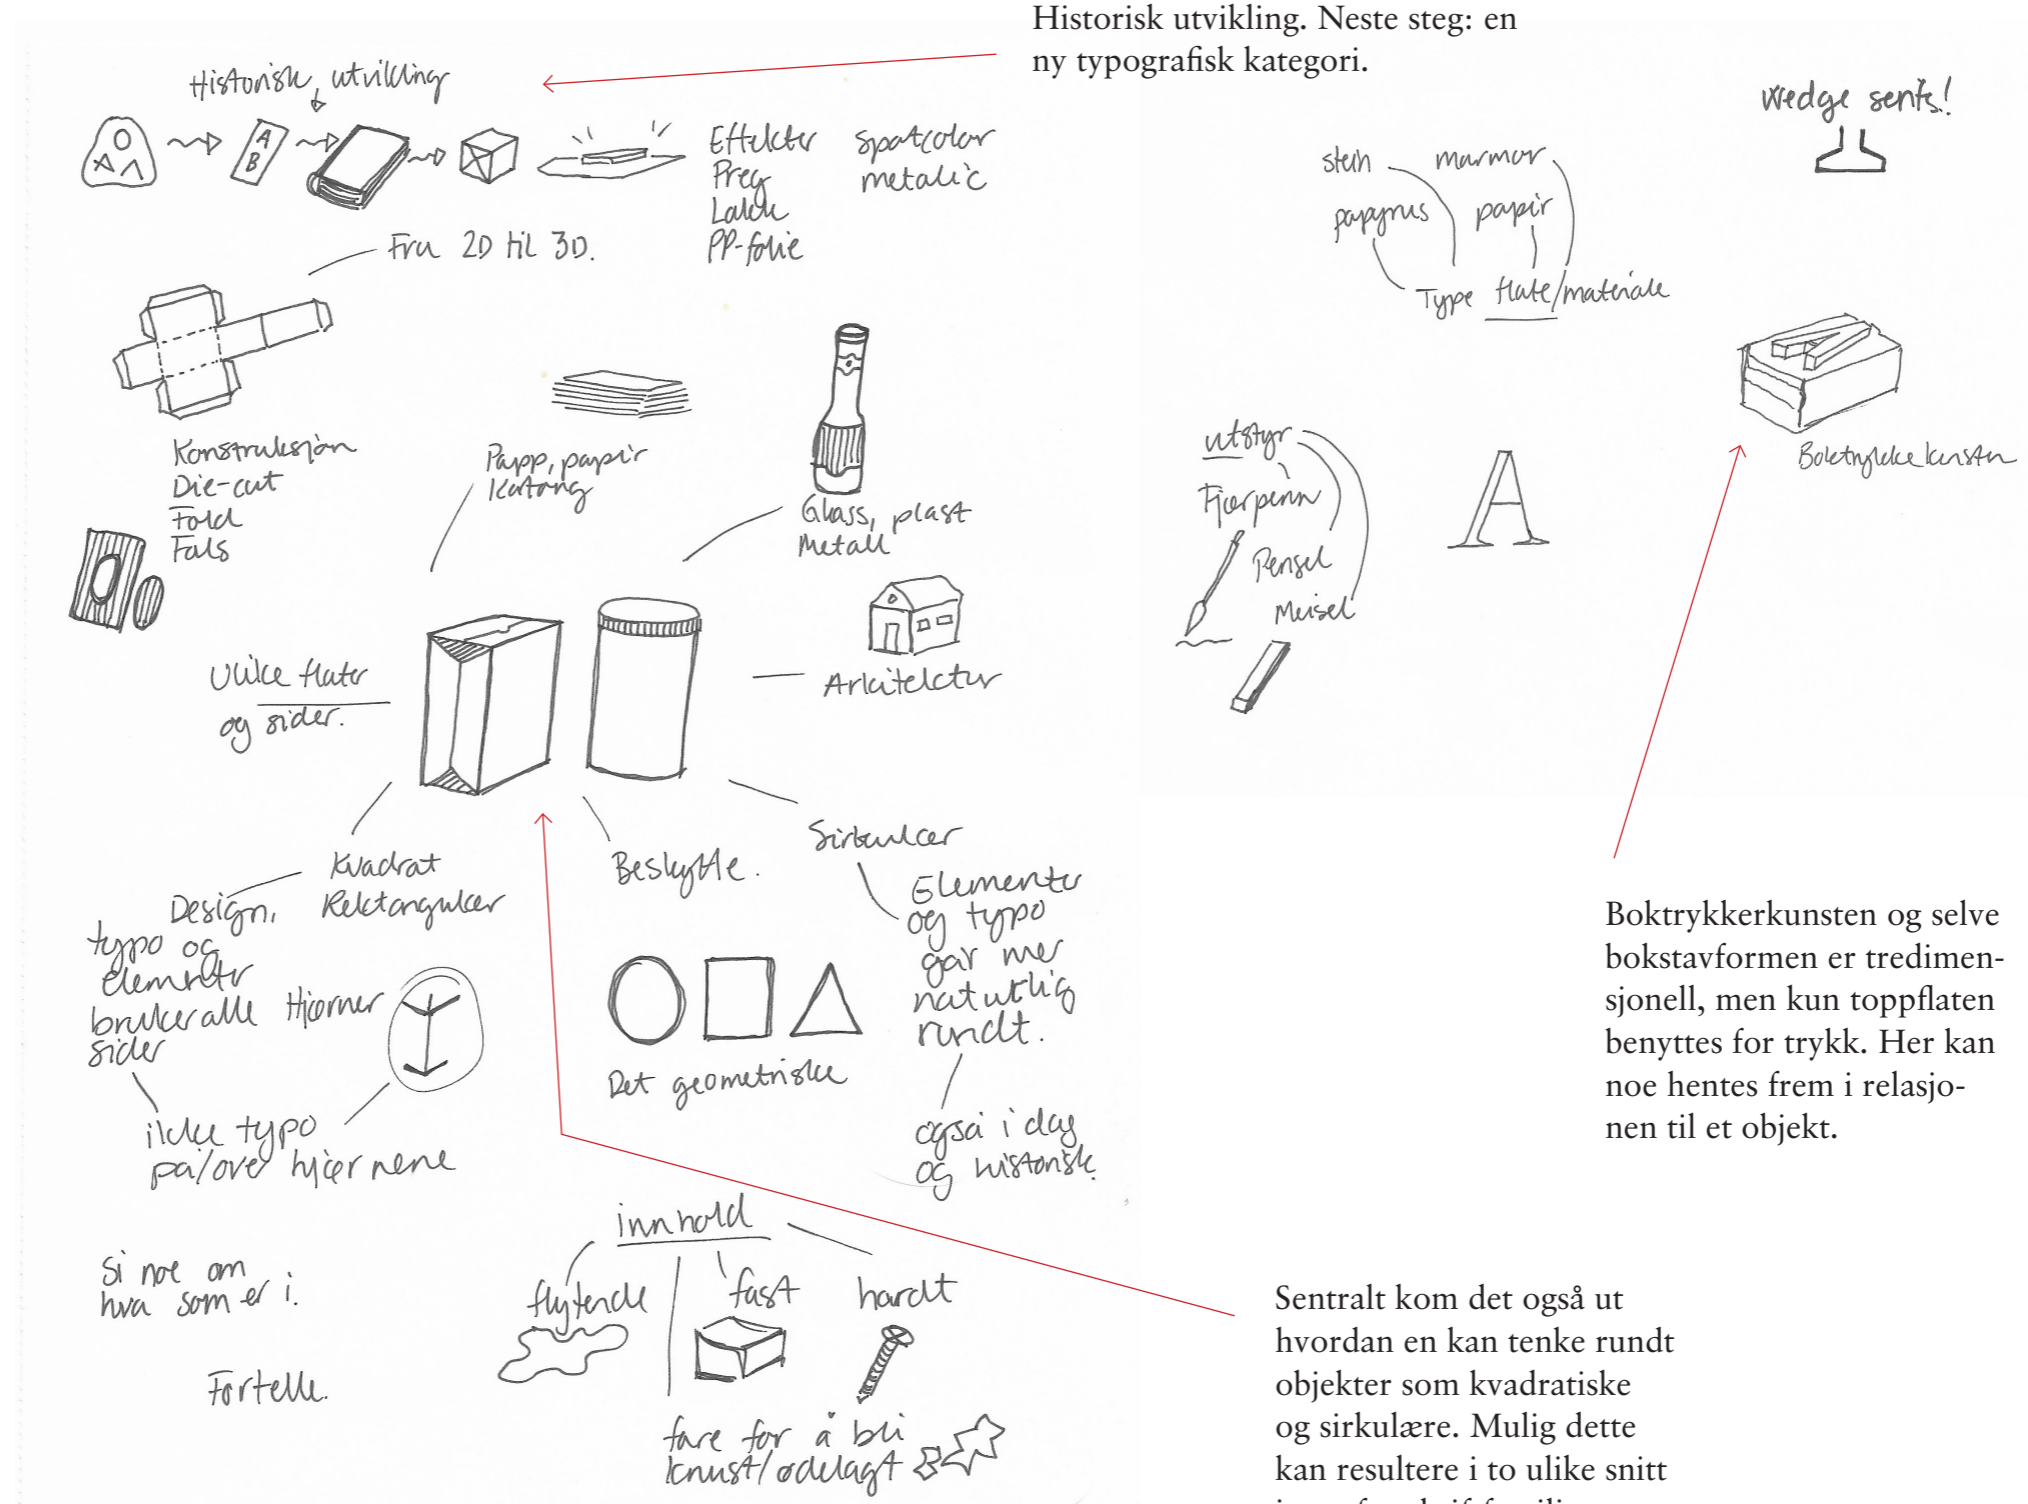 Historisk utvikling. Neste steg: en
ny typografisk kategori.
Historisk utvikling
A
B
Effekter
Preg
Lakk
PP-folie
spotcolor
metalic
Fra 2D til 3D.
Konstruksjon
Die-cut
Fold
Fals
Papp, papir
Kartong
Glass, plast
Metall
Arkitektur
Ulike flater
og sider.
Kvadrat
Rektangulær
Design,
typo og
elementer
bruker alle
sider
Hjørner
ikke typo
på/over hjørnene
Beskytte.
Det geometriske
Sirkulær
Elementer
og typo
går mer
naturlig
rundt.
også i dag
og historisk.
innhold
flytende
fast
hardt
fare for å bli
knust/ødelagt
Si noe om
hva som er i.
Fortelle.
stein
marmor
papyrus
papir
Type flate/materiale
Wedge serifs!
utstyr
Fjærpenn
Pensel
Meisel
A
Boktrykkekunsten
Boktrykkerkunsten og selve
bokstavformen er tredimen-
sjonell, men kun toppflaten
benyttes for trykk. Her kan
noe hentes frem i relasjo-
nen til et objekt.
Sentralt kom det også ut
hvordan en kan tenke rundt
objekter som kvadratiske
og sirkulære. Mulig dette
kan resultere i to ulike snitt